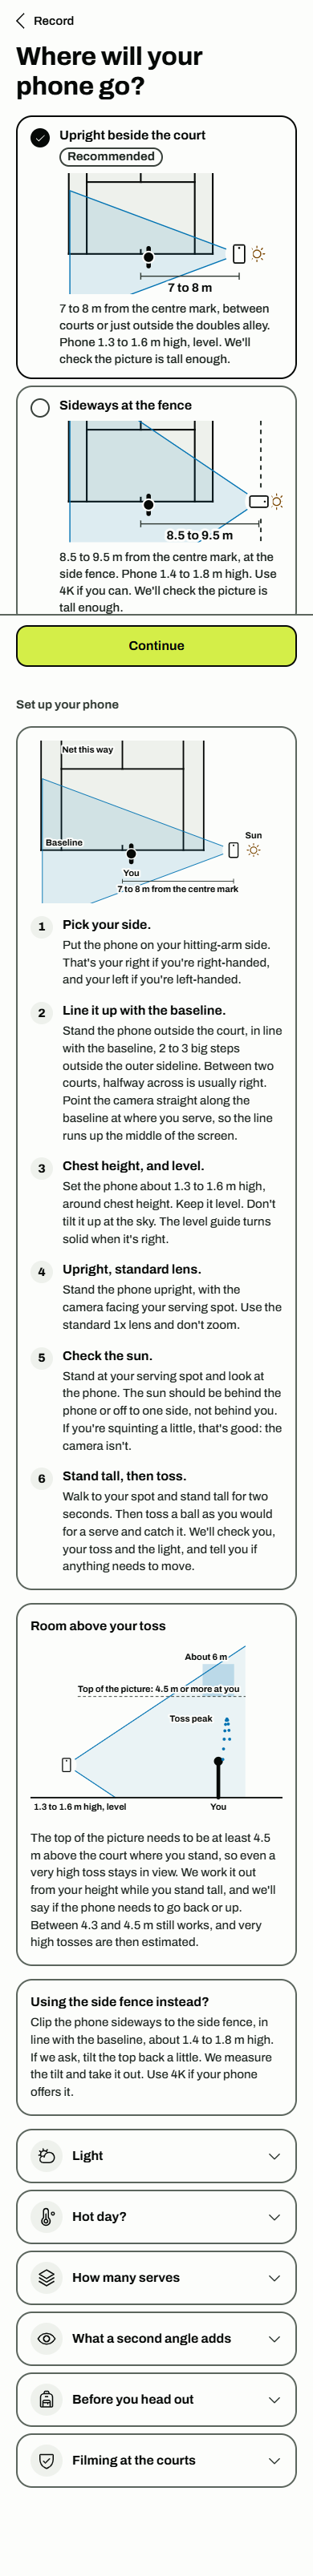 Record
Where will your
phone go?
Upright beside the court
Recommended
7 to 8 m
7 to 8 m from the centre mark, between
courts or just outside the doubles alley.
Phone 1.3 to 1.6 m high, level. We'll
check the picture is tall enough.
Sideways at the fence
8.5 to 9.5 m
8.5 to 9.5 m from the centre mark, at the
side fence. Phone 1.4 to 1.8 m high. Use
4K if you can. We'll check the picture is
tall enough.
Continue
Set up your phone
Net this way
Sun
Baseline
You
7 to 8 m from the centre mark
1
Pick your side.
Put the phone on your hitting-arm side.
That's your right if you're right-handed,
and your left if you're left-handed.
2
Line it up with the baseline.
Stand the phone outside the court, in line
with the baseline, 2 to 3 big steps
outside the outer sideline. Between two
courts, halfway across is usually right.
Point the camera straight along the
baseline at where you serve, so the line
runs up the middle of the screen.
3
Chest height, and level.
Set the phone about 1.3 to 1.6 m high,
around chest height. Keep it level. Don't
tilt it up at the sky. The level guide turns
solid when it's right.
4
Upright, standard lens.
Stand the phone upright, with the
camera facing your serving spot. Use the
standard 1x lens and don't zoom.
5
Check the sun.
Stand at your serving spot and look at
the phone. The sun should be behind the
phone or off to one side, not behind you.
If you're squinting a little, that's good: the
camera isn't.
6
Stand tall, then toss.
Walk to your spot and stand tall for two
seconds. Then toss a ball as you would
for a serve and catch it. We'll check you,
your toss and the light, and tell you if
anything needs to move.
Room above your toss
About 6 m
Top of the picture: 4.5 m or more at you
Toss peak
1.3 to 1.6 m high, level
You
The top of the picture needs to be at least 4.5
m above the court where you stand, so even a
very high toss stays in view. We work it out
from your height while you stand tall, and we'll
say if the phone needs to go back or up.
Between 4.3 and 4.5 m still works, and very
high tosses are then estimated.
Using the side fence instead?
Clip the phone sideways to the side fence, in
line with the baseline, about 1.4 to 1.8 m high.
If we ask, tilt the top back a little. We measure
the tilt and take it out. Use 4K if your phone
offers it.
Light
Hot day?
How many serves
What a second angle adds
Before you head out
Filming at the courts